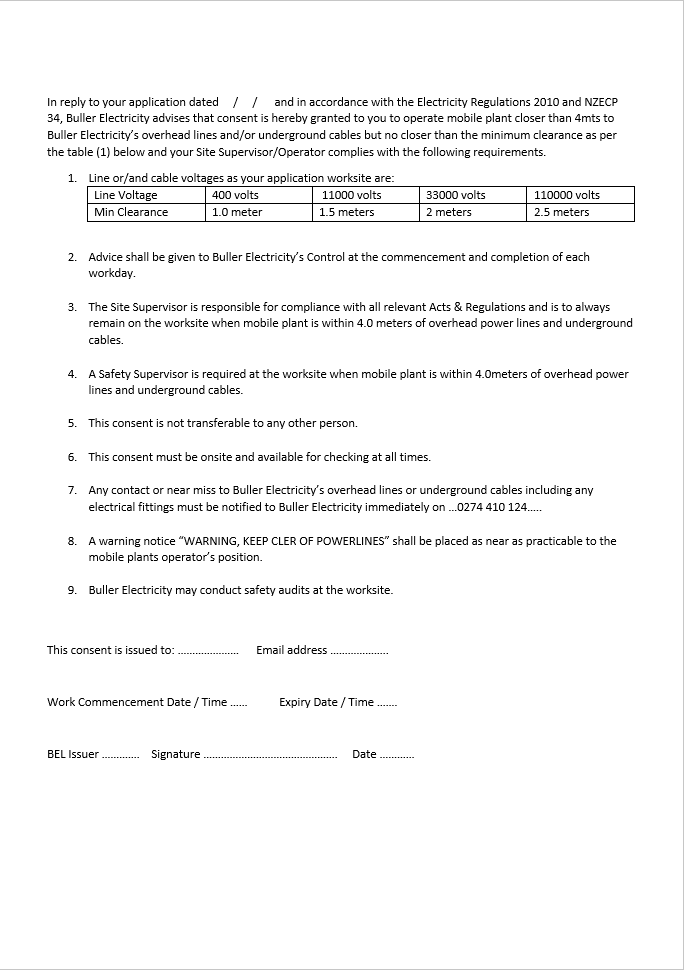 In reply to your application dated / / and in accordance with the Electricity Regulations 2010 and NZECP
34, Buller Electricity advises that consent is hereby granted to you to operate mobile plant closer than 4mts to
Buller Electricity's overhead lines and/or underground cables but no closer than the minimum clearance as per
the table (1) below and your Site Supervisor/Operator complies with the following requirements.
1. Line or/and cable voltages as your application worksite are:
Line Voltage 400 volts 11000 volts 33000 volts 110000 volts
Min Clearance 1.0 meter 1.5 meters 2 meters 2.5 meters
2. Advice shall be given to Buller Electricity's Control at the commencement and completion of each
workday.
3. The Site Supervisor is responsible for compliance with all relevant Acts & Regulations and is to always
remain on the worksite when mobile plant is within 4.0 meters of overhead power lines and underground
cables.
4. A Safety Supervisor is required at the worksite when mobile plant is within 4.0meters of overhead power
lines and underground cables.
5. This consent is not transferable to any other person.
6. This consent must be onsite and available for checking at all times.
7. Any contact or near miss to Buller Electricity's overhead lines or underground cables including any
electrical fittings must be notified to Buller Electricity immediately on ...0274 410 124.....
8. A warning notice "WARNING, KEEP CLER OF POWERLINES" shall be placed as near as practicable to the
mobile plants operator's position.
9. Buller Electricity may conduct safety audits at the worksite.
This consent is issued to: ..................... Email address ....................
Work Commencement Date / Time ...... Expiry Date / Time .......
BEL Issuer ............. Signature .............................................. Date ............